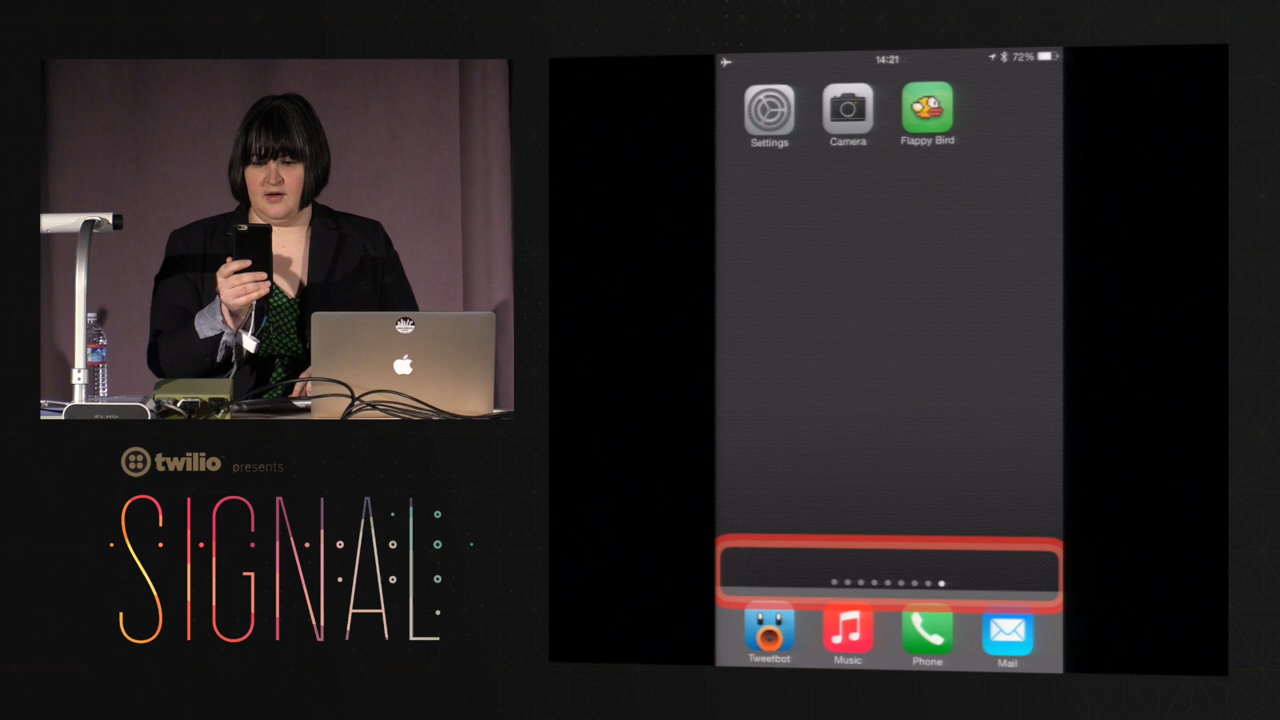 14:21
72%
Settings
Camera
Flappy Bird
Tweetbot
Music
Phone
Mail
twilio presents
SIGNAL